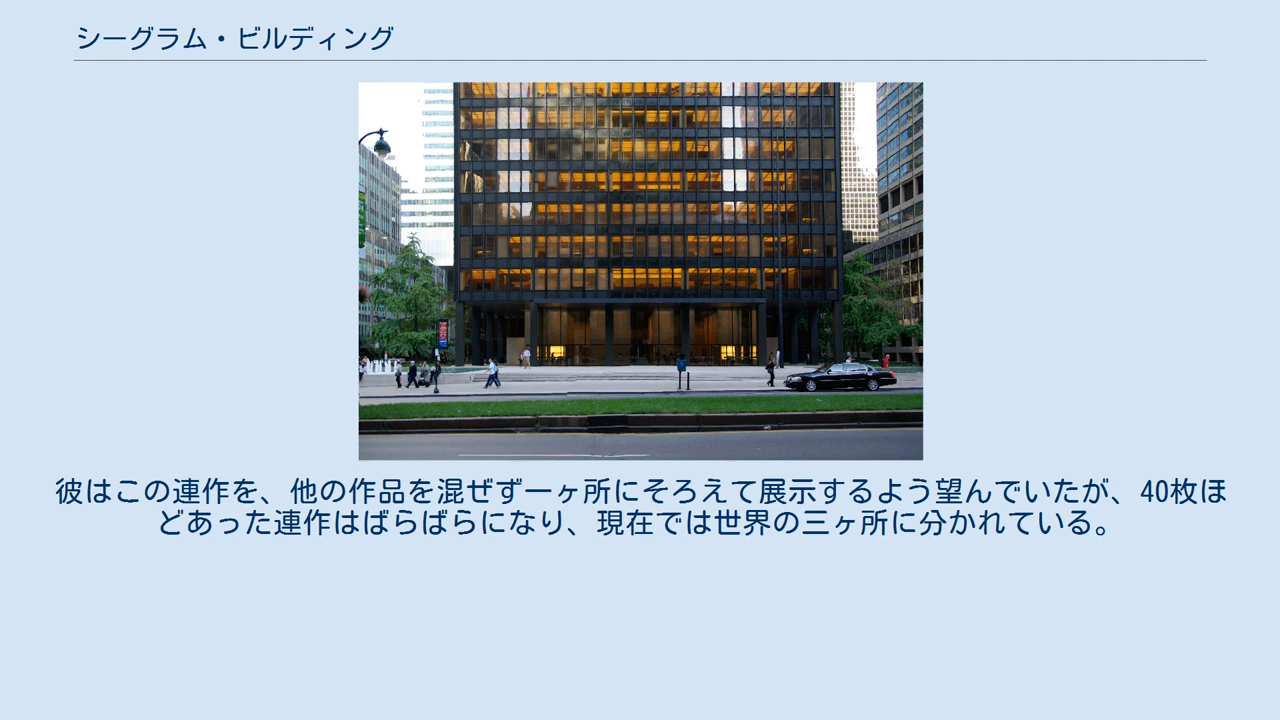 シーグラム・ビルディング
彼はこの連作を、他の作品を混ぜず一ヶ所にそろえて展示するよう望んでいたが、40枚ほ
どあった連作はばらばらになり、現在では世界の三ヶ所に分かれている。